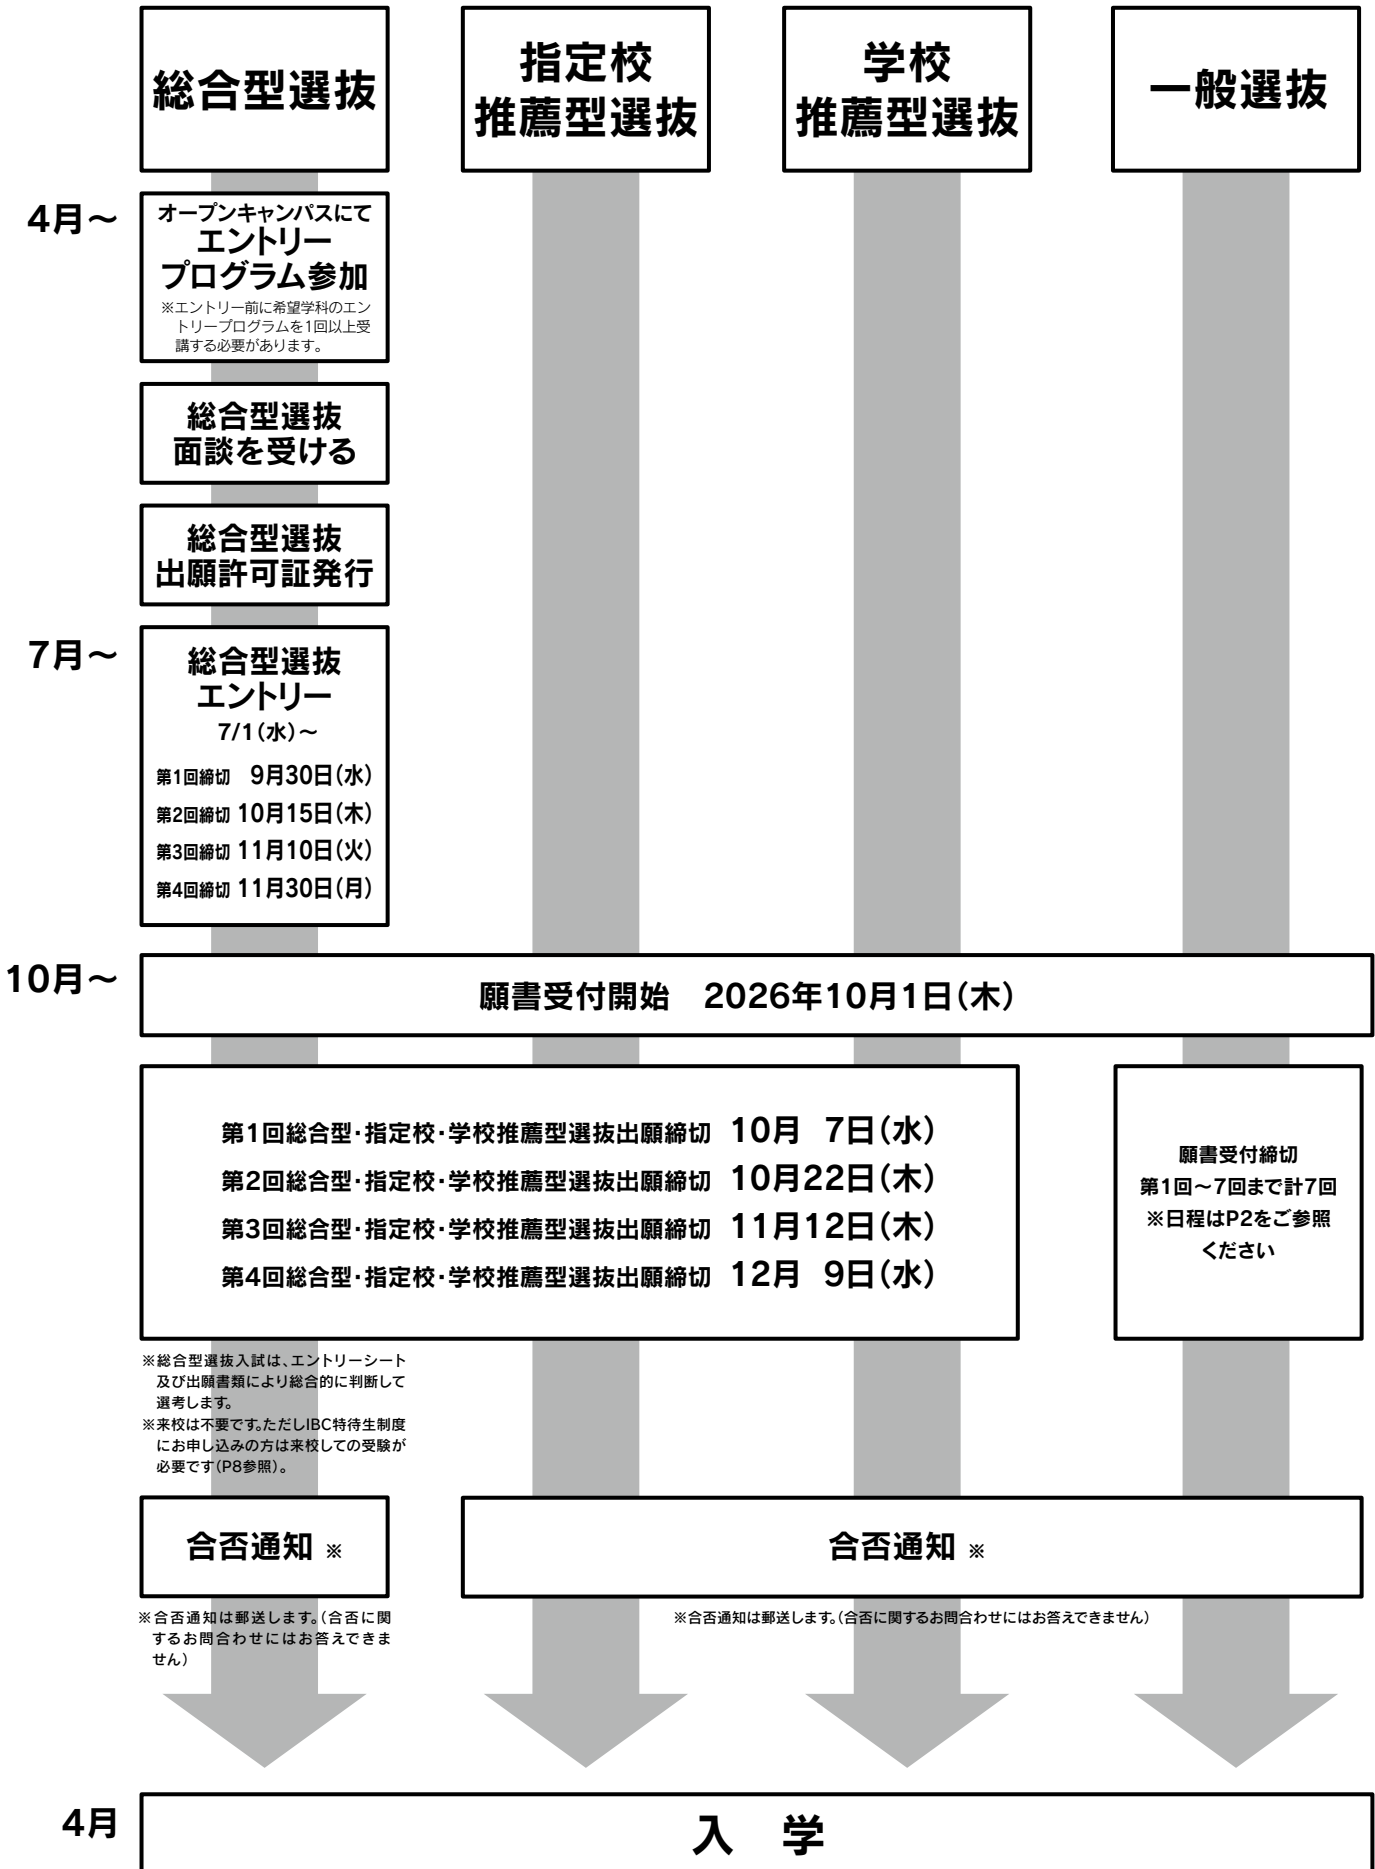 総合型選抜
指定校
推薦型選抜
学校
推薦型選抜
一般選抜
4月～
オープンキャンパスにて
エントリー
プログラム参加
※エントリー前に希望学科のエン
トリープログラムを1回以上受
講する必要があります。
総合型選抜
面談を受ける
総合型選抜
出願許可証発行
7月～
総合型選抜
エントリー
7/1（水）～
第1回締切 9月30日（水）
第2回締切 10月15日（木）
第3回締切 11月10日（火）
第4回締切 11月30日（月）
10月～
願書受付開始　2026年10月1日（木）
第1回総合型・指定校・学校推薦型選抜出願締切 10月 7日（水）
第2回総合型・指定校・学校推薦型選抜出願締切 10月22日（木）
第3回総合型・指定校・学校推薦型選抜出願締切 11月12日（木）
第4回総合型・指定校・学校推薦型選抜出願締切 12月 9日（水）
願書受付締切
第1回～7回まで計7回
※日程はP2をご参照
ください
※総合型選抜入試は、エントリーシート
及び出願書類により総合的に判断して
選考します。
※来校は不要です。ただしIBC特待生制度
にお申し込みの方は来校しての受験が
必要です（P8参照）。
合否通知 ※
合否通知 ※
※合否通知は郵送します。（合否に関
するお問合わせにはお答えできま
せん）
※合否通知は郵送します。（合否に関するお問合わせにはお答えできません）
4月
入　学